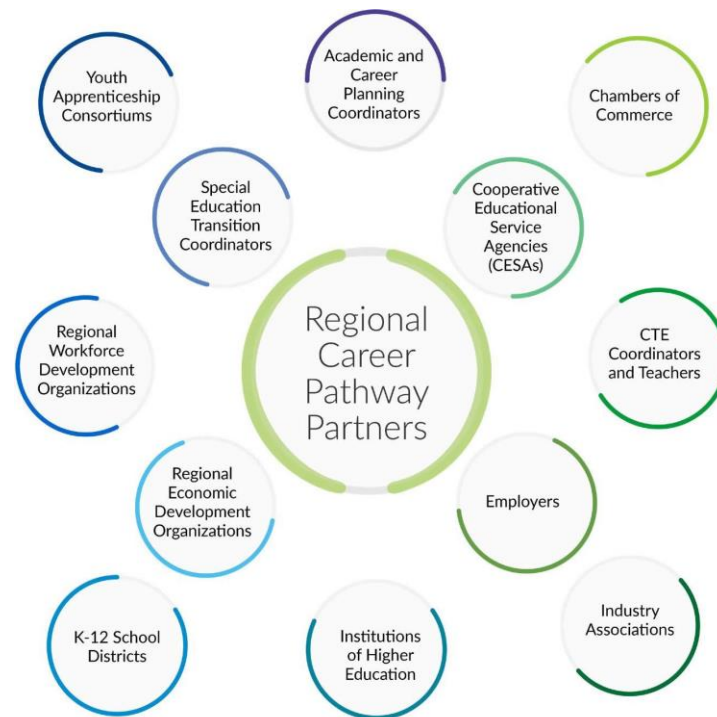 Youth
Apprenticeship
Consortiums
Academic and
Career
Planning
Coordinators
Chambers of
Commerce
Special
Education
Transition
Coordinators
Cooperative
Educational
Service
Agencies
(CESAs)
Regional
Workforce
Development
Organizations
Regional
Career
Pathway
Partners
CTE
Coordinators
and Teachers
Regional
Economic
Development
Organizations
Employers
K-12 School
Districts
Institutions
of Higher
Education
Industry
Associations